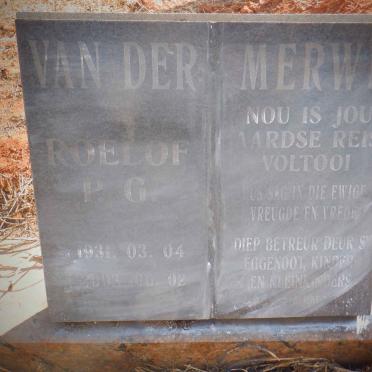 VAN DER MERWE
ROELOF
P G
1931. 03. 04
NOU IS JOU
AARDSE REIS
VOLTOOI
RUS SAG IN DIE EWIGE
VREUGDE EN VREDE
DIEP BETREUR DEUR SY
EGGENOOT, KINDERS
EN KLEINKINDERS